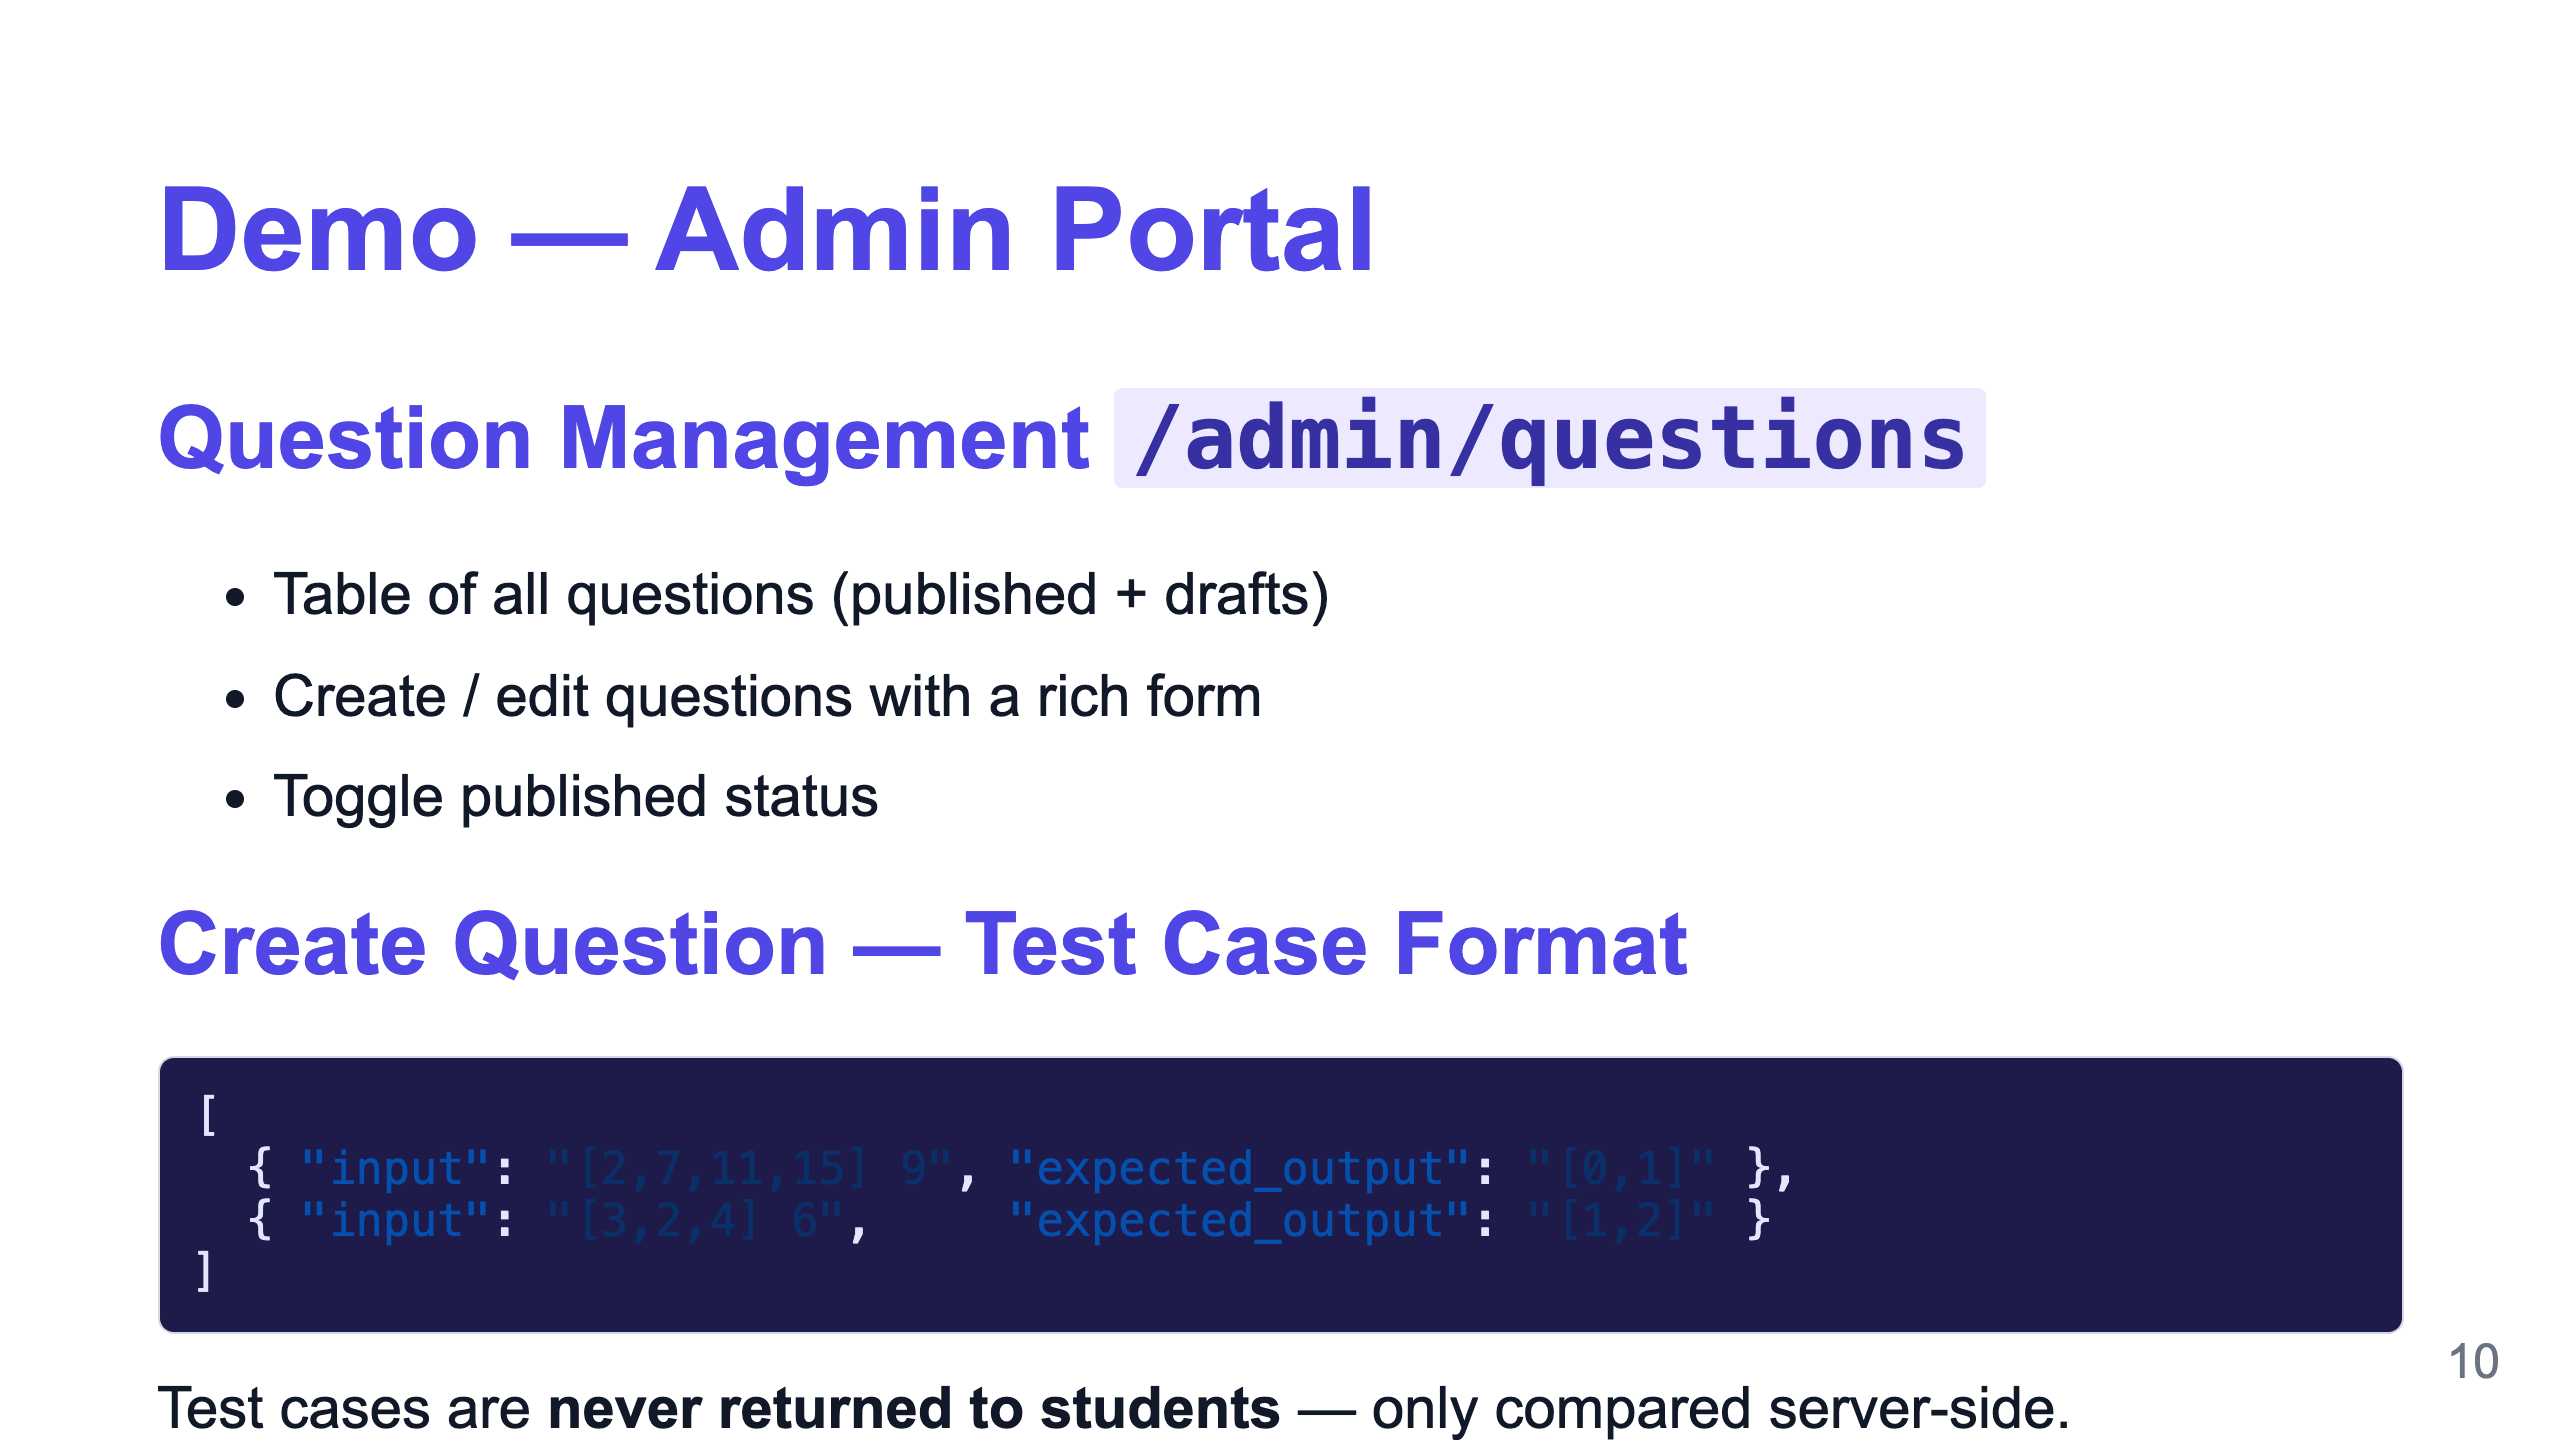 Demo — Admin Portal
Question Management /admin/questions
• Table of all questions (published + drafts)
• Create / edit questions with a rich form
• Toggle published status
Create Question — Test Case Format
[
  { "input": "[2,7,11,15] 9", "expected_output": "[0,1]" },
  { "input": "[3,2,4] 6",     "expected_output": "[1,2]" }
]
10
Test cases are never returned to students — only compared server-side.